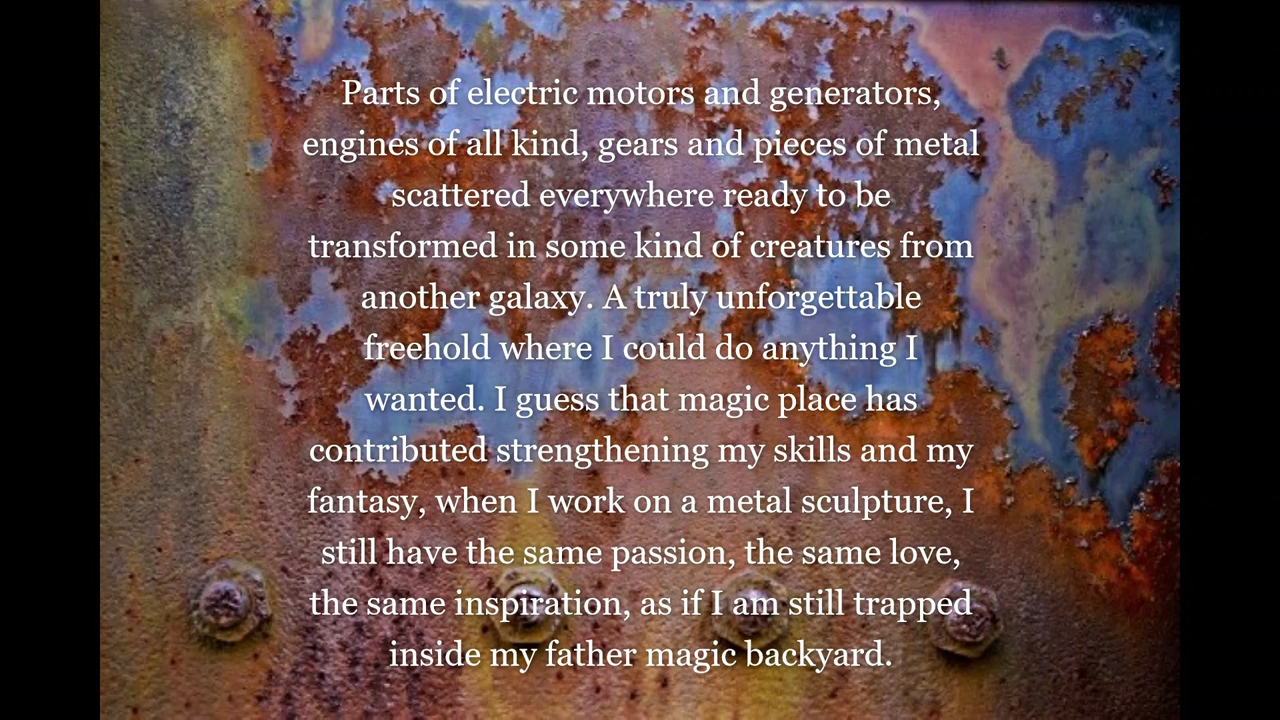 Parts of electric motors and generators,
engines of all kind, gears and pieces of metal
scattered everywhere ready to be
transformed in some kind of creatures from
another galaxy. A truly unforgettable
freehold where I could do anything I
wanted. I guess that magic place has
contributed strengthening my skills and my
fantasy, when I work on a metal sculpture, I
still have the same passion, the same love,
the same inspiration, as if I am still trapped
inside my father magic backyard.